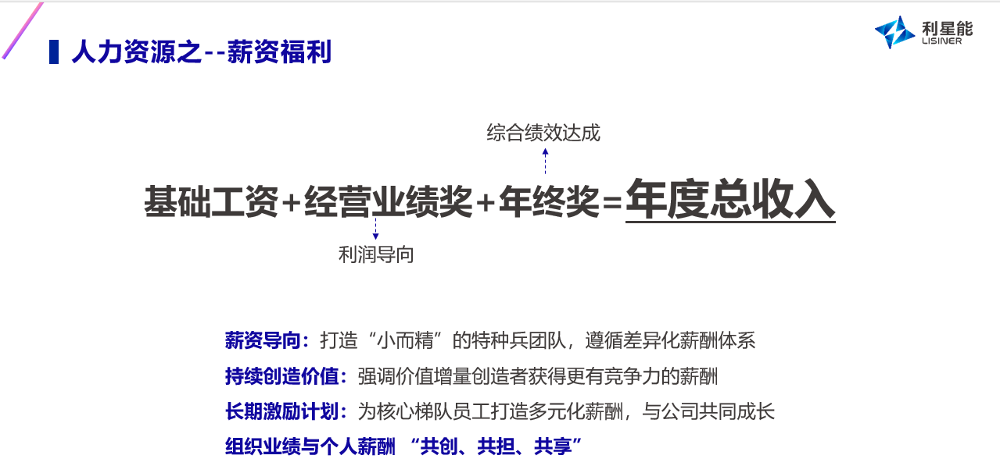 人力资源之--薪资福利
利星能
LISINER
综合绩效达成
基础工资+经营业绩奖+年终奖=年度总收入
利润导向
薪资导向：打造“小而精”的特种兵团队，遵循差异化薪酬体系
持续创造价值：强调价值增量创造者获得更有竞争力的薪酬
长期激励计划：为核心梯队员工打造多元化薪酬，与公司共同成长
组织业绩与个人薪酬 “共创、共担、共享”